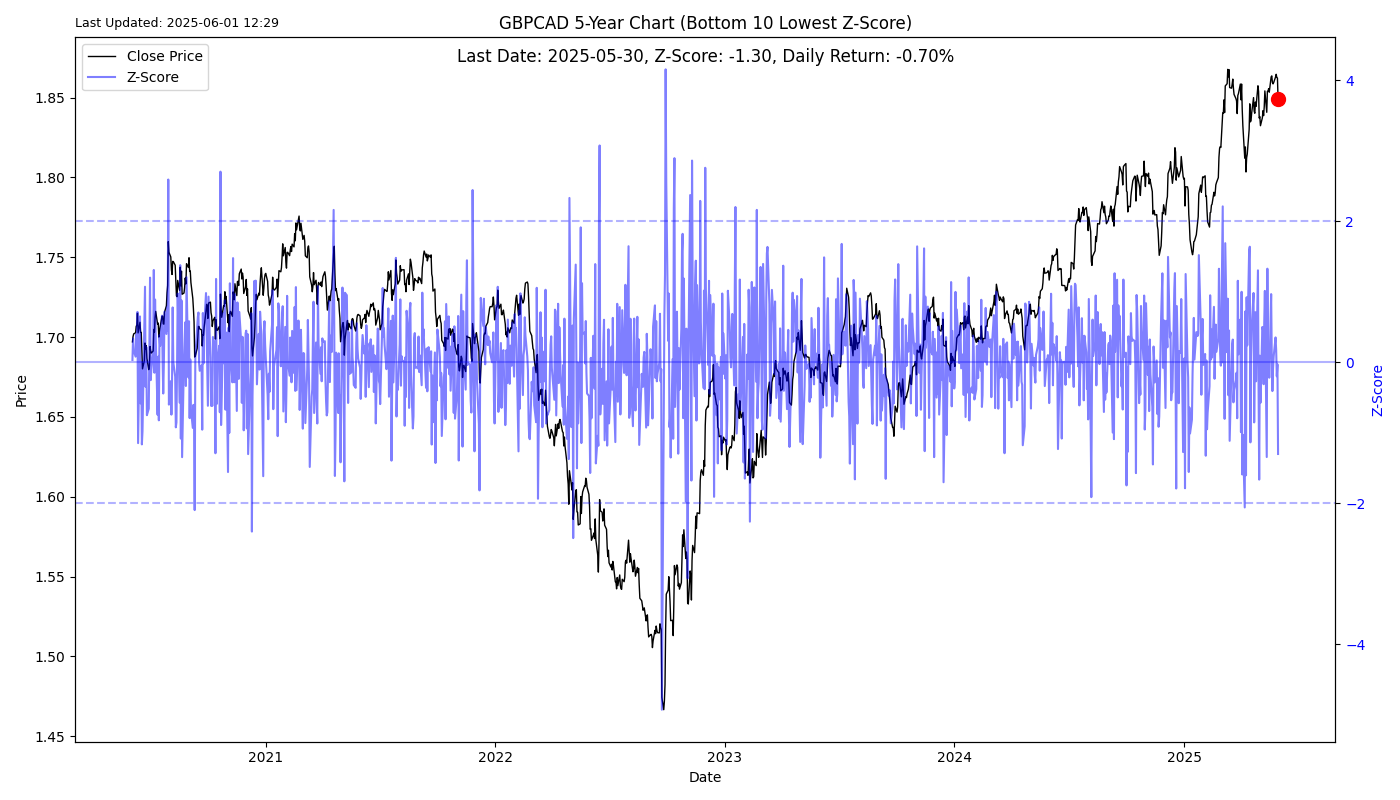 Last Updated: 2025-06-01 12:29
GBPCAD 5-Year Chart (Bottom 10 Lowest Z-Score)
Last Date: 2025-05-30, Z-Score: -1.30, Daily Return: -0.70%
Close Price
Z-Score
1.85
1.80
1.75
1.70
1.65
1.60
1.55
1.50
1.45
Price
4
2
0
−2
−4
Z-Score
2021
2022
2023
2024
2025
Date